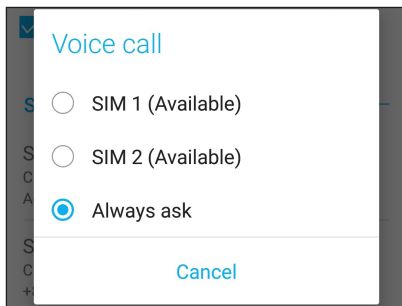 Voice call
SIM 1 (Available)
SIM 2 (Available)
Always ask
Cancel